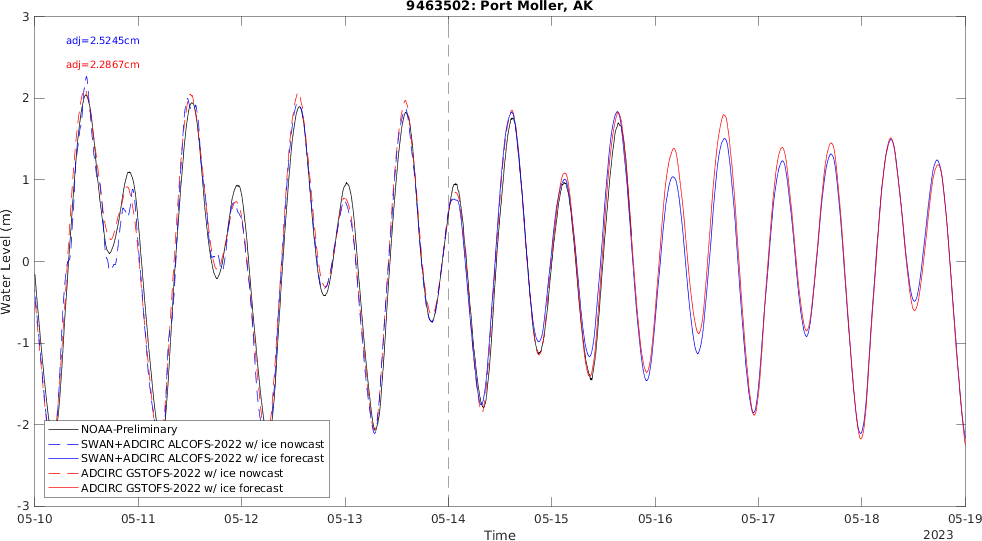 9463502: Port Moller, AK
adj=2.5245cm
adj=2.2867cm
Water Level (m)
3
2
1
0
-1
-2
-3
NOAA-Preliminary
SWAN+ADCIRC ALCOFS-2022 w/ ice nowcast
SWAN+ADCIRC ALCOFS-2022 w/ ice forecast
ADCIRC GSTOFS-2022 w/ ice nowcast
ADCIRC GSTOFS-2022 w/ ice forecast
05-10 05-11 05-12 05-13 05-14 05-15 05-16 05-17 05-18 05-19
Time
2023